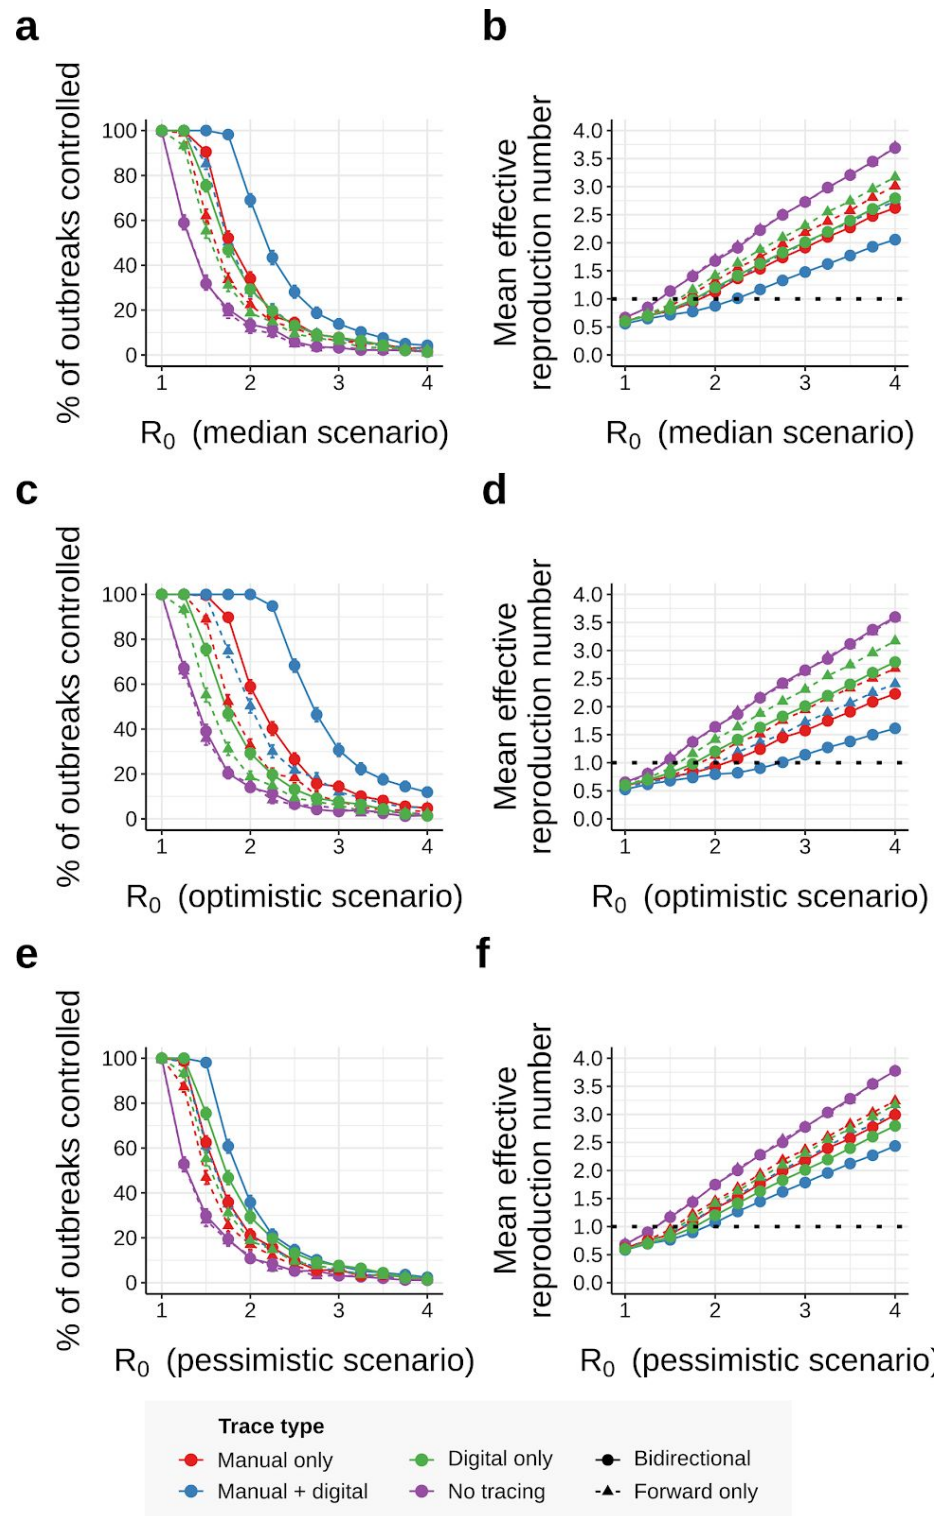 a
% of outbreaks controlled
100
80
60
40
20
0
1 2 3 4
R₀ (median scenario)
b
Mean effective
reproduction number
4.0
3.5
3.0
2.5
2.0
1.5
1.0
0.5
0.0
1 2 3 4
R₀ (median scenario)
c
% of outbreaks controlled
100
80
60
40
20
0
1 2 3 4
R₀ (optimistic scenario)
d
Mean effective
reproduction number
4.0
3.5
3.0
2.5
2.0
1.5
1.0
0.5
0.0
1 2 3 4
R₀ (optimistic scenario)
e
% of outbreaks controlled
100
80
60
40
20
0
1 2 3 4
R₀ (pessimistic scenario)
f
Mean effective
reproduction number
4.0
3.5
3.0
2.5
2.0
1.5
1.0
0.5
0.0
1 2 3 4
R₀ (pessimistic scenario)
Trace type
Manual only Digital only Bidirectional
Manual + digital No tracing Forward only